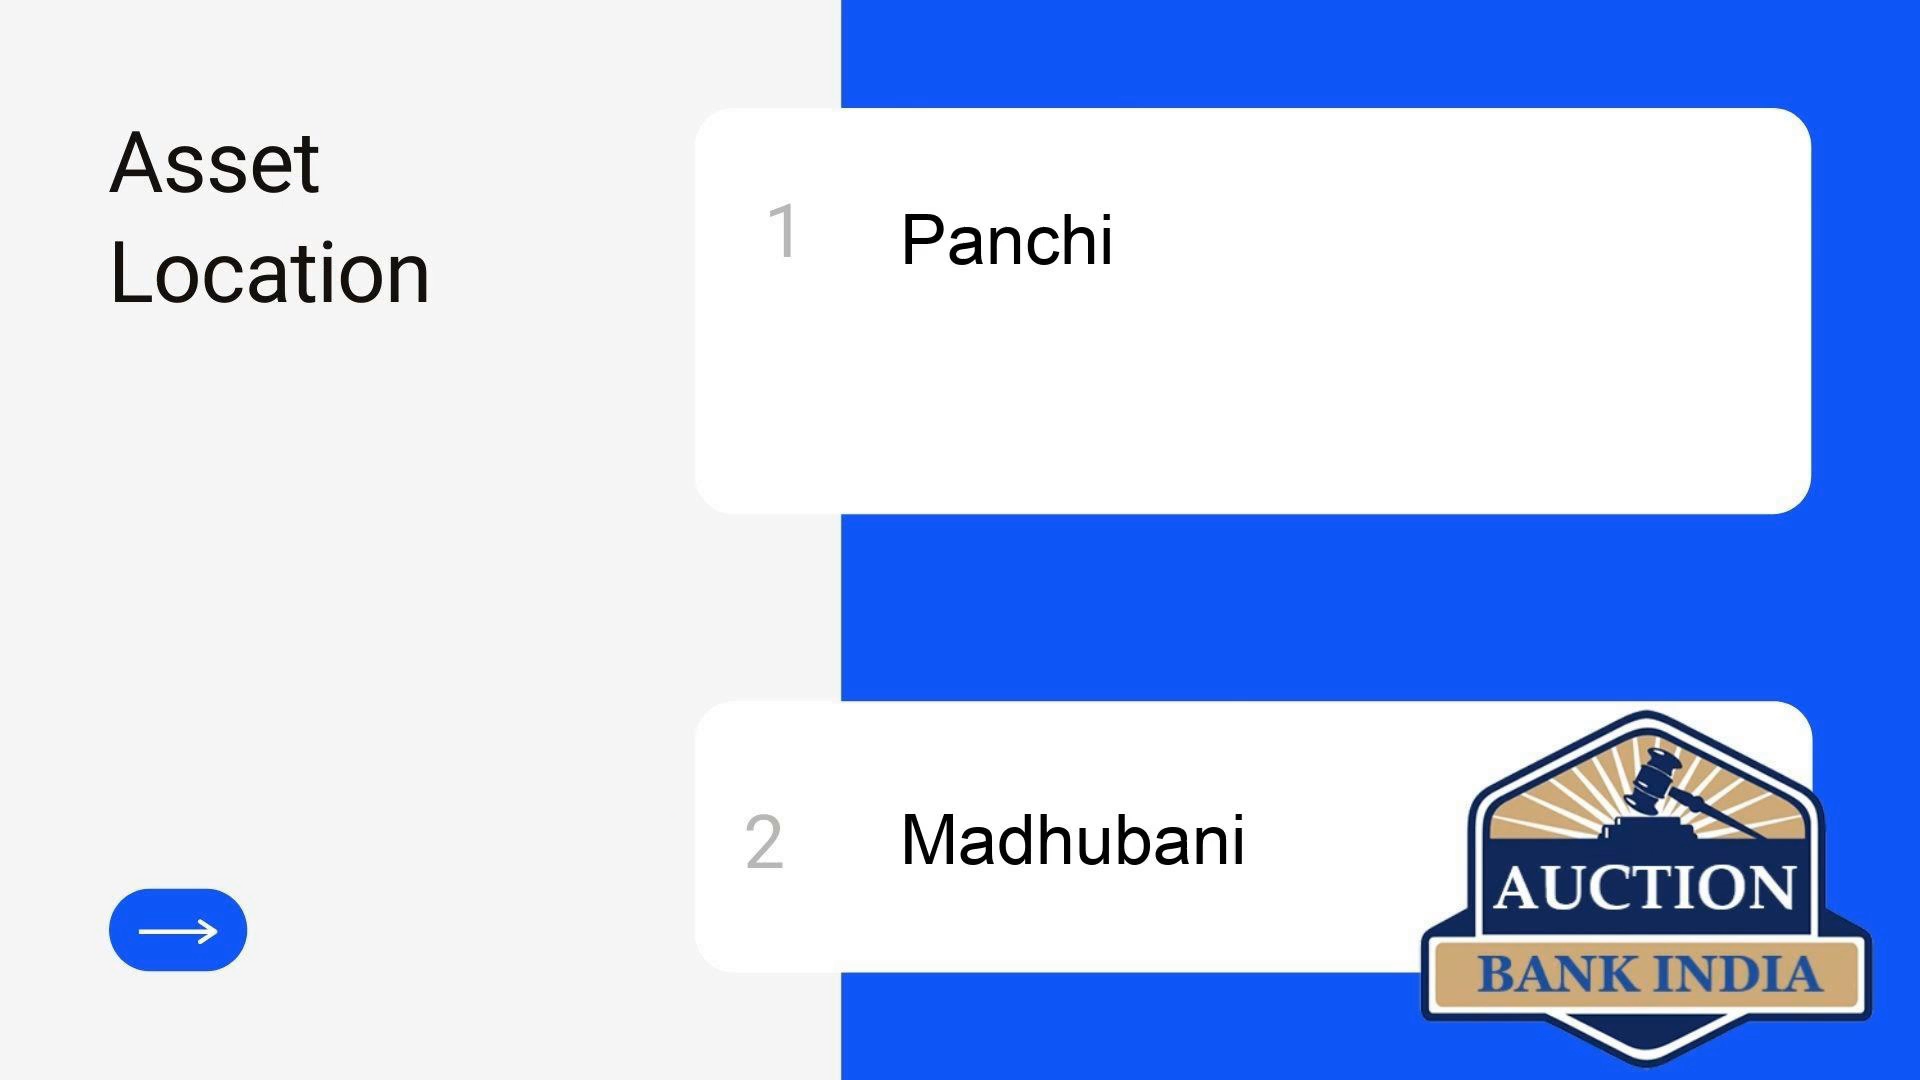 Asset
Location
1
Panchi
2
Madhubani
AUCTION
BANK INDIA